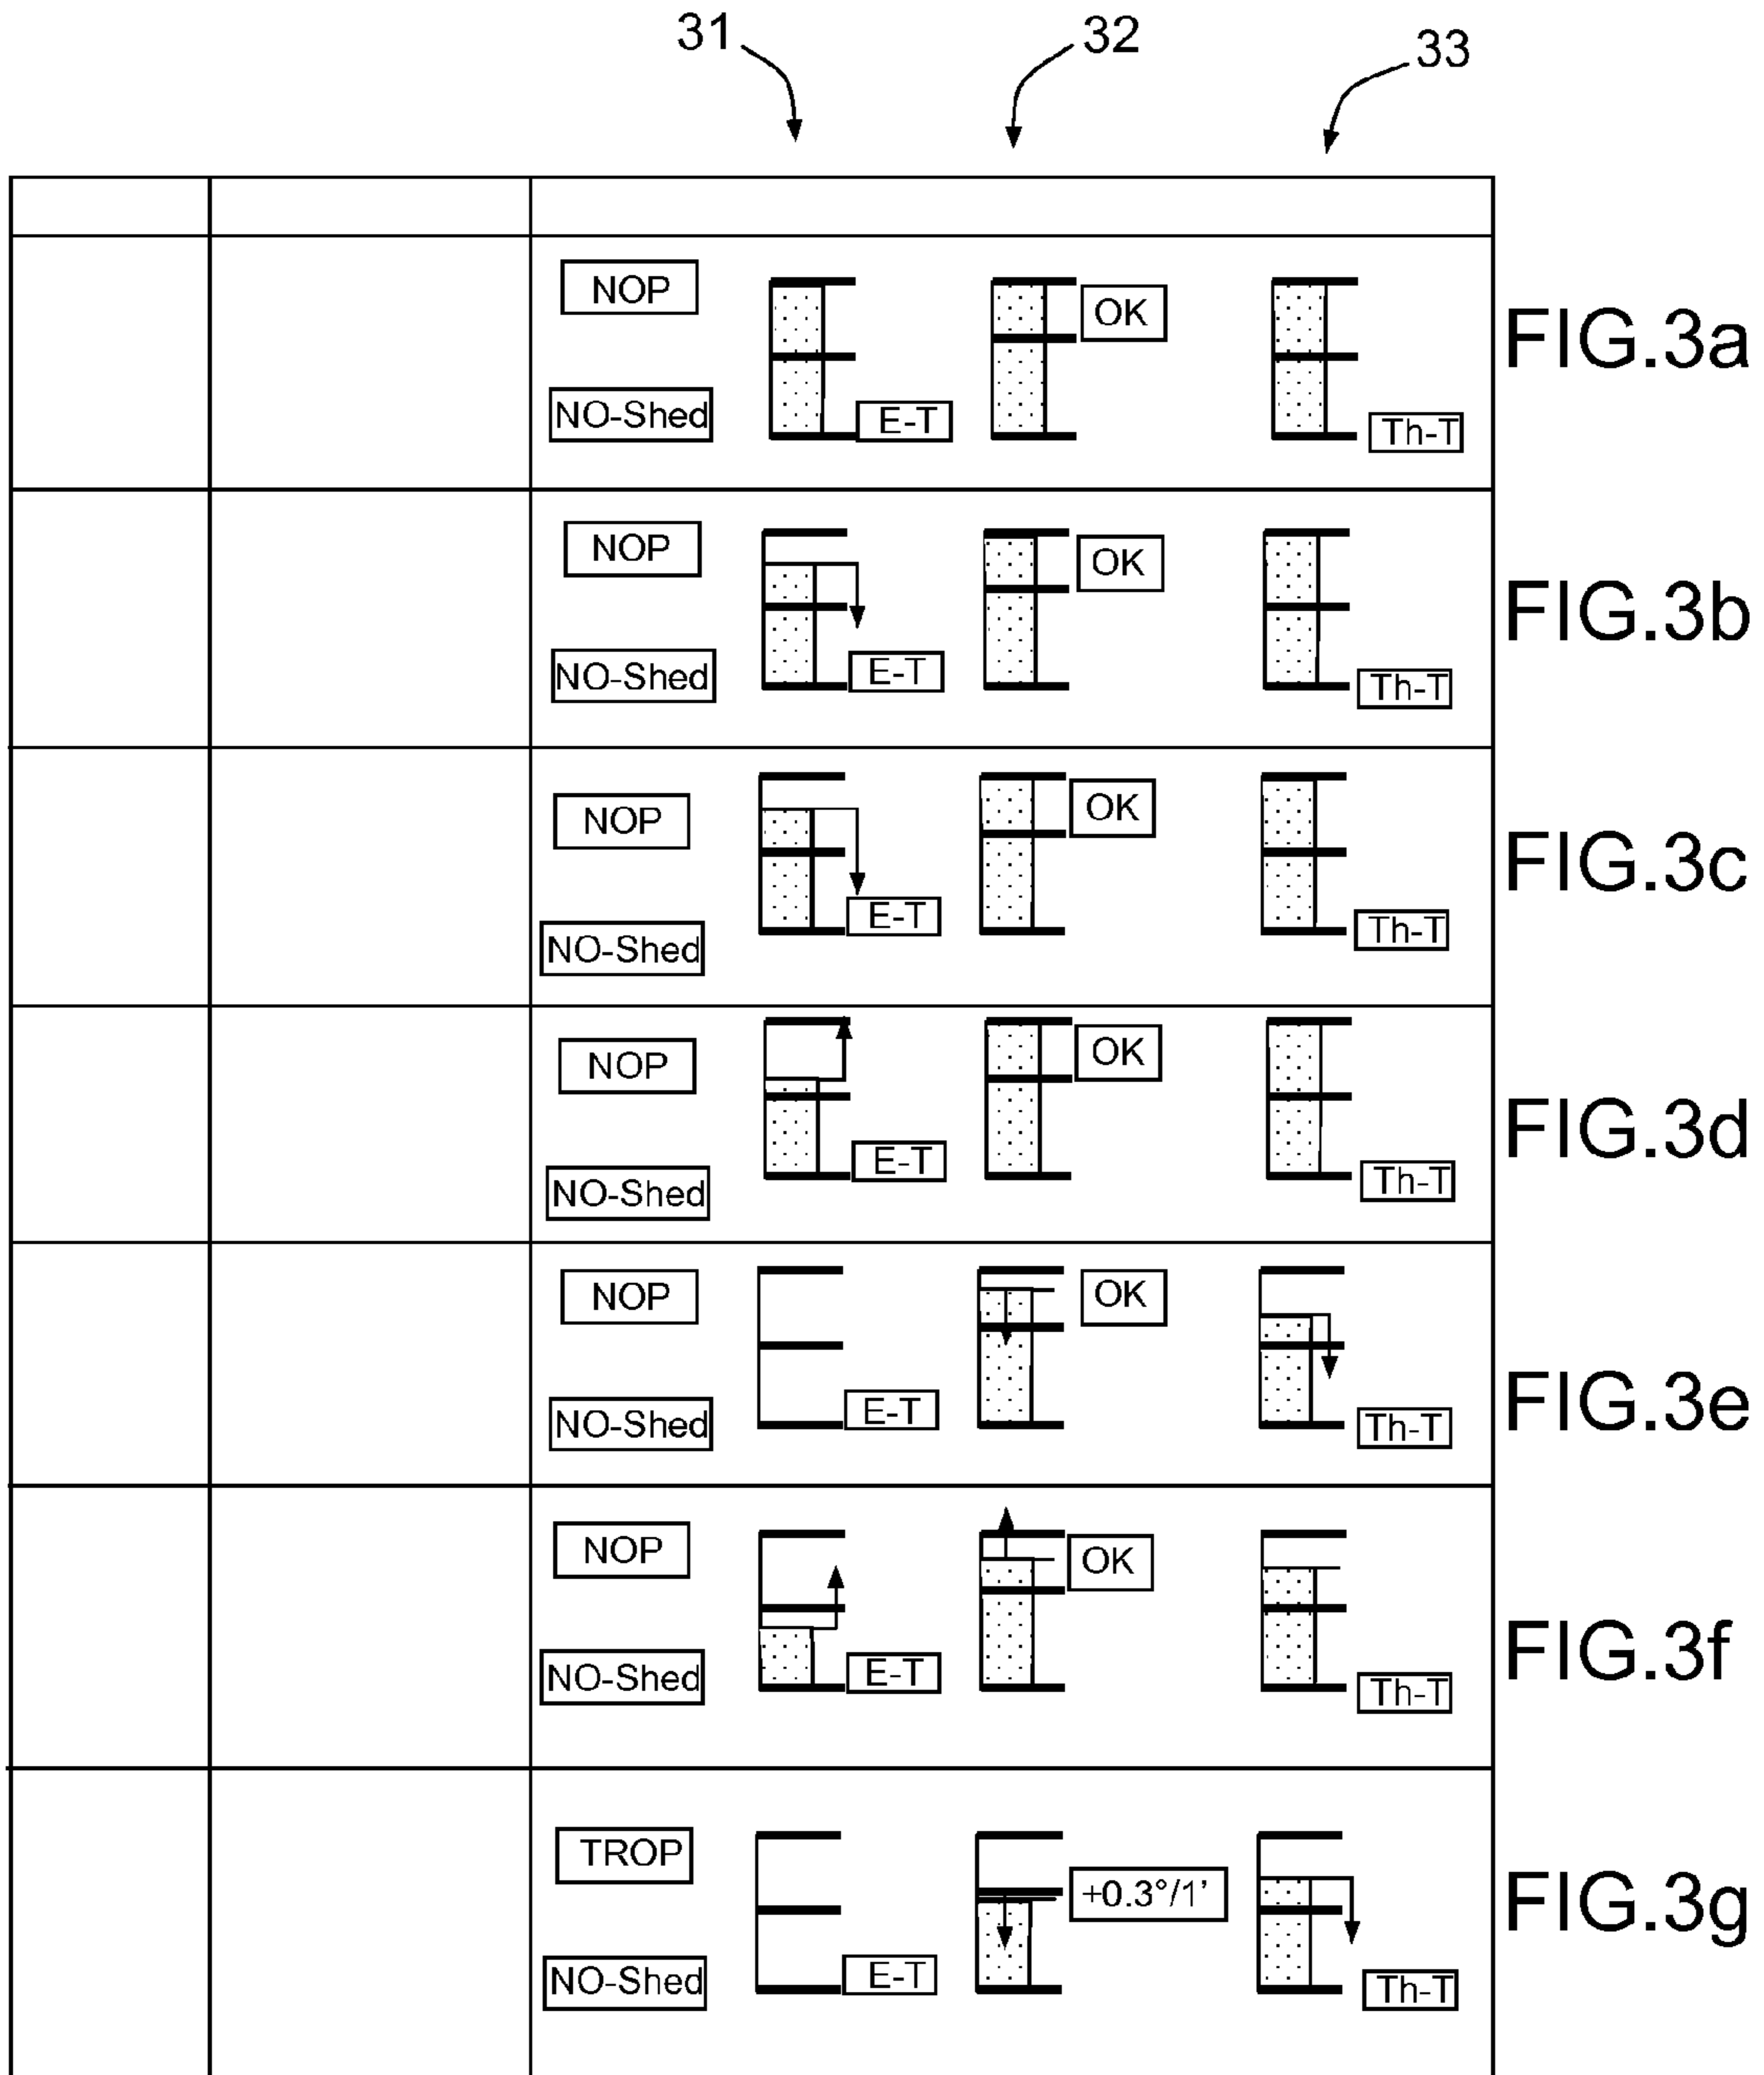 31 32 33
NOP OK
NO-Shed E-T Th-T
FIG.3a
NOP OK
NO-Shed E-T Th-T
FIG.3b
NOP OK
NO-Shed E-T Th-T
FIG.3c
NOP OK
NO-Shed E-T Th-T
FIG.3d
NOP OK
NO-Shed E-T Th-T
FIG.3e
NOP OK
NO-Shed E-T Th-T
FIG.3f
TROP +0.3°/1’
NO-Shed E-T Th-T
FIG.3g